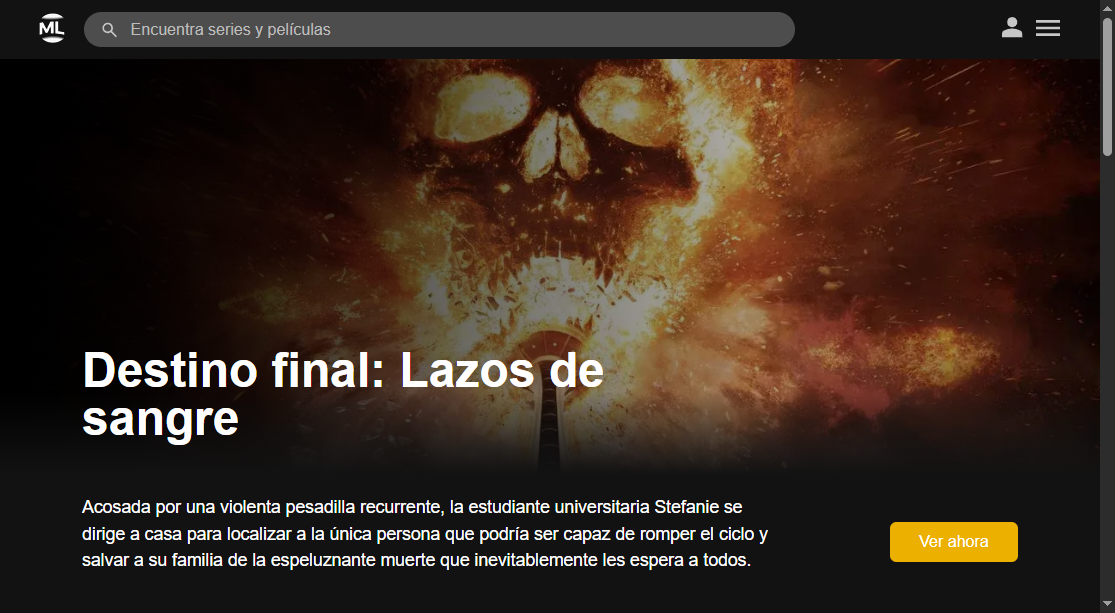 ML
Encuentra series y películas
Destino final: Lazos de
sangre
Acosada por una violenta pesadilla recurrente, la estudiante universitaria Stefanie se
dirige a casa para localizar a la única persona que podría ser capaz de romper el ciclo y
salvar a su familia de la espeluznante muerte que inevitablemente les espera a todos.
Ver ahora